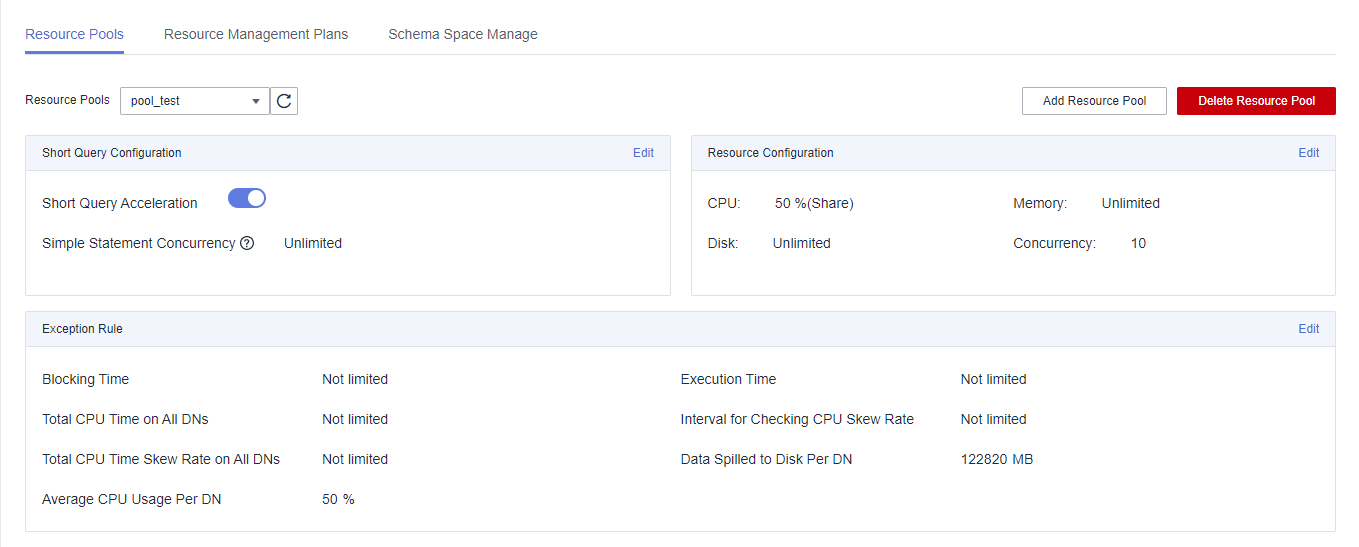 Resource Pools Resource Management Plans Schema Space Manage
Resource Pools pool_test Add Resource Pool Delete Resource Pool
Short Query Configuration Edit
Short Query Acceleration
Simple Statement Concurrency ? Unlimited
Resource Configuration Edit
CPU: 50 %(Share) Memory: Unlimited
Disk: Unlimited Concurrency: 10
Exception Rule Edit
Blocking Time Not limited Execution Time Not limited
Total CPU Time on All DNs Not limited Interval for Checking CPU Skew Rate Not limited
Total CPU Time Skew Rate on All DNs Not limited Data Spilled to Disk Per DN 122820 MB
Average CPU Usage Per DN 50 %